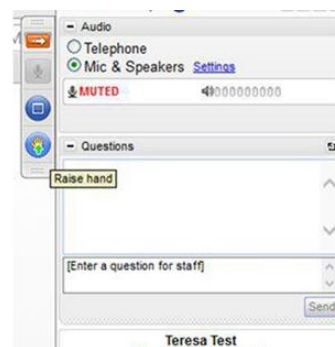 Audio
Telephone
Mic & Speakers Settings
MUTED
Questions
Raise hand
[Enter a question for staff]
Send
Teresa Test